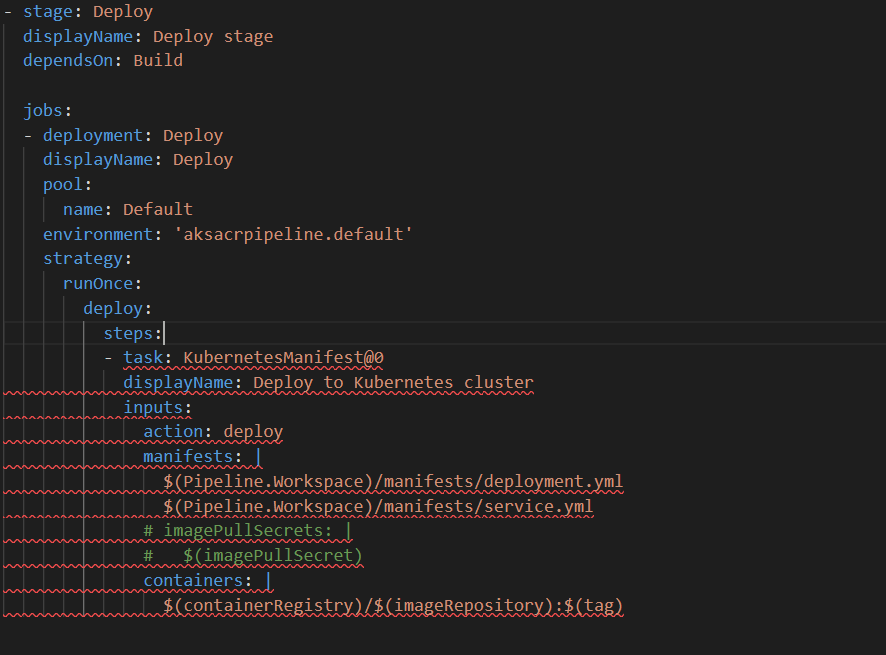 - stage: Deploy
  displayName: Deploy stage
  dependsOn: Build

  jobs:
  - deployment: Deploy
    displayName: Deploy
    pool:
      name: Default
    environment: 'aksacrpipeline.default'
    strategy:
      runOnce:
        deploy:
          steps:
          - task: KubernetesManifest@0
            displayName: Deploy to Kubernetes cluster
            inputs:
              action: deploy
              manifests: |
                $(Pipeline.Workspace)/manifests/deployment.yml
                $(Pipeline.Workspace)/manifests/service.yml
              # imagePullSecrets: |
              #   $(imagePullSecret)
              containers: |
                $(containerRegistry)/$(imageRepository):$(tag)